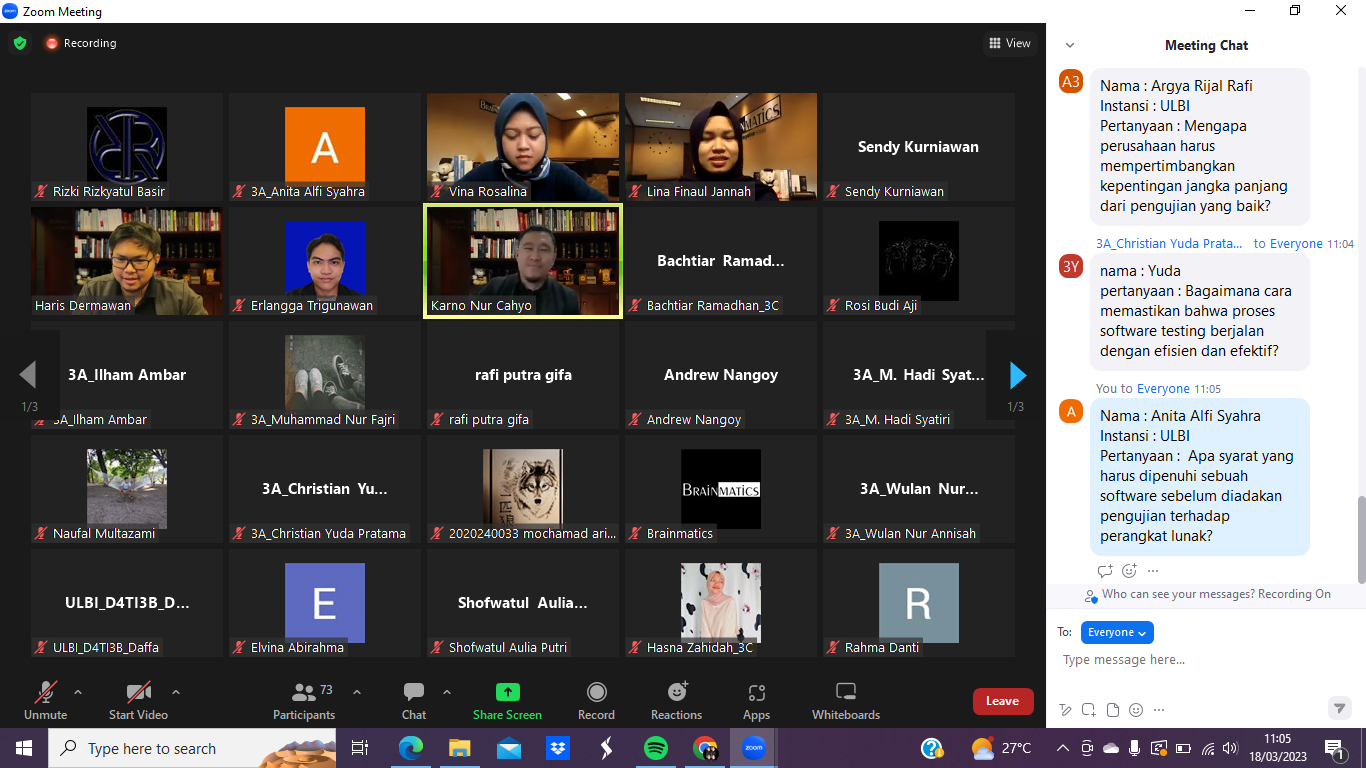 Zoom Meeting
Recording
View
Rizki Rizkyatul Basir
A
3A_Anita Alfi Syahra
Vina Rosalina
BRAINMATICS
Lina Finaul Jannah
Sendy Kurniawan
Sendy Kurniawan
Haris Dermawan
Erlangga Trigunawan
Karno Nur Cahyo
Bachtiar Ramad...
Bachtiar Ramadhan_3C
Rosi Budi Aji
1/3
3A_Ilham Ambar
3A_Ilham Ambar
3A_Muhammad Nur Fajri
rafi putra gifa
rafi putra gifa
Andrew Nangoy
Andrew Nangoy
3A_M. Hadi Syat...
3A_M. Hadi Syatiri
1/3
Naufal Multazami
3A_Christian Yu...
3A_Christian Yuda Pratama
2020240033 mochamad ari...
BRAINMATICS
Brainmatics
3A_Wulan Nur...
3A_Wulan Nur Annisah
ULBI_D4TI3B_D...
ULBI_D4TI3B_Daffa
E
Elvina Abirahma
Shofwatul Aulia...
Shofwatul Aulia Putri
Hasna Zahidah_3C
R
Rahma Danti
Unmute
Start Video
73
Participants
Chat
Share Screen
Record
Reactions
Apps
Whiteboards
Leave
Meeting Chat
A3
Nama : Argya Rijal Rafi
Instansi : ULBI
Pertanyaan : Mengapa
perusahaan harus
mempertimbangkan
kepentingan jangka panjang
dari pengujian yang baik?
3A_Christian Yuda Prata... to Everyone 11:04
3Y
nama : Yuda
pertanyaan : Bagaimana cara
memastikan bahwa proses
software testing berjalan
dengan efisien dan efektif?
You to Everyone 11:05
A
Nama : Anita Alfi Syahra
Instansi : ULBI
Pertanyaan : Apa syarat yang
harus dipenuhi sebuah
software sebelum diadakan
pengujian terhadap
perangkat lunak?
Who can see your messages? Recording On
To: Everyone
Type message here...
Type here to search
zoom
27°C
11:05
18/03/2023
1